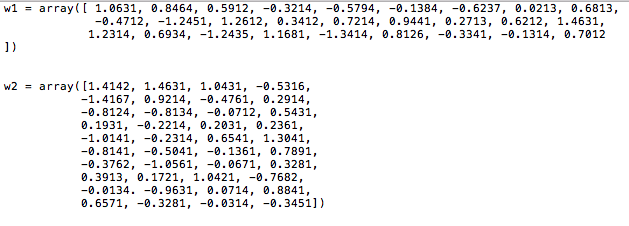 w1 = array([ 1.0631, 0.8464, 0.5912, -0.3214, -0.5794, -0.1384, -0.6237, 0.0213, 0.6813,
-0.4712, -1.2451, 1.2612, 0.3412, 0.7214, 0.9441, 0.2713, 0.6212, 1.4631,
1.2314, 0.6934, -1.2435, 1.1681, -1.3414, 0.8126, -0.3341, -0.1314, 0.7012
])
w2 = array([1.4142, 1.4631, 1.0431, -0.5316,
-1.4167, 0.9214, -0.4761, 0.2914,
-0.8124, -0.8134, -0.0712, 0.5431,
0.1931, -0.2214, 0.2031, 0.2361,
-1.0141, -0.2314, 0.6541, 1.3041,
-0.8141, -0.5041, -0.1361, 0.7891,
-0.3762, -1.0561, -0.0671, 0.3281,
0.3913, 0.1721, 1.0421, -0.7682,
-0.0134. -0.9631, 0.0714, 0.8841,
0.6571, -0.3281, -0.0314, -0.3451])